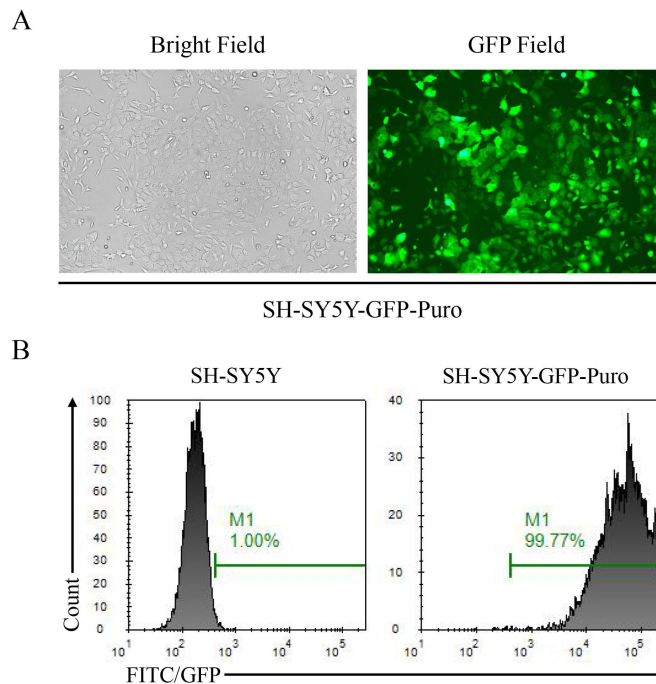 A
Bright Field
GFP Field
SH-SY5Y-GFP-Puro
B
SH-SY5Y
SH-SY5Y-GFP-Puro
Count
100
90
80
70
60
50
40
30
20
10
0
M1
1.00%
10¹ 10² 10³ 10⁴ 10⁵
40
30
20
10
0
M1
99.77%
10¹ 10² 10³ 10⁴ 10⁵
FITC/GFP